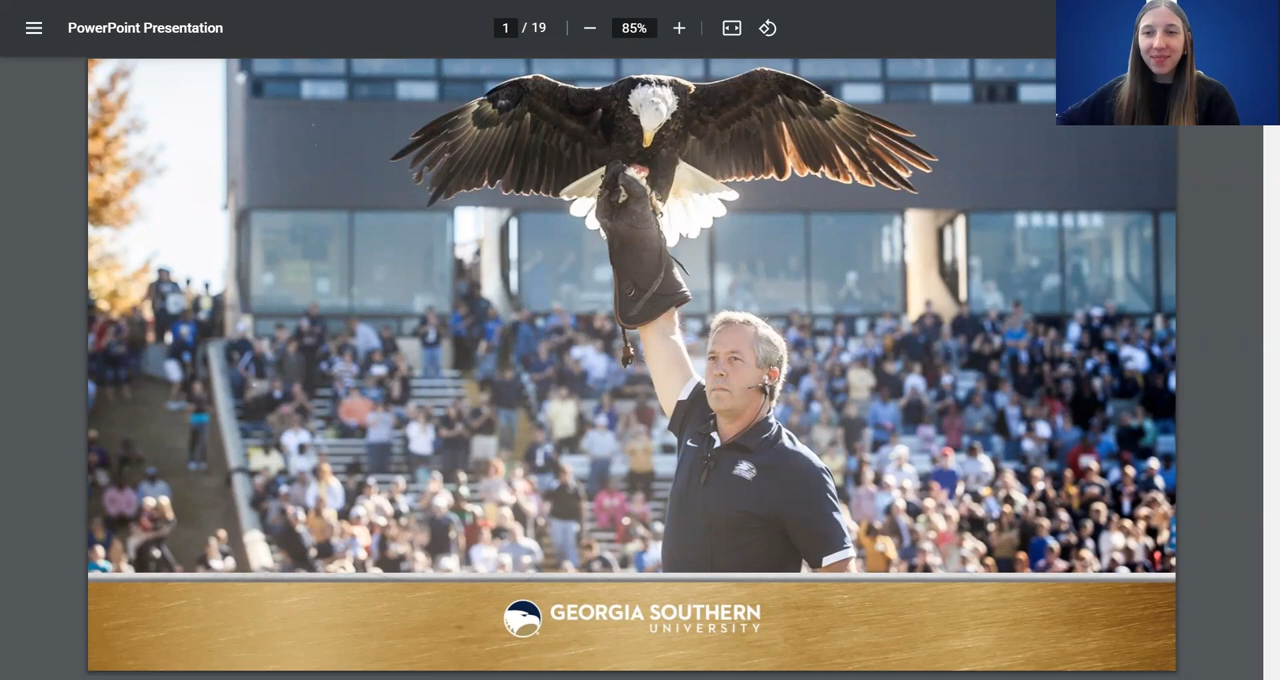 PowerPoint Presentation
1 / 19
85%
GEORGIA SOUTHERN
UNIVERSITY